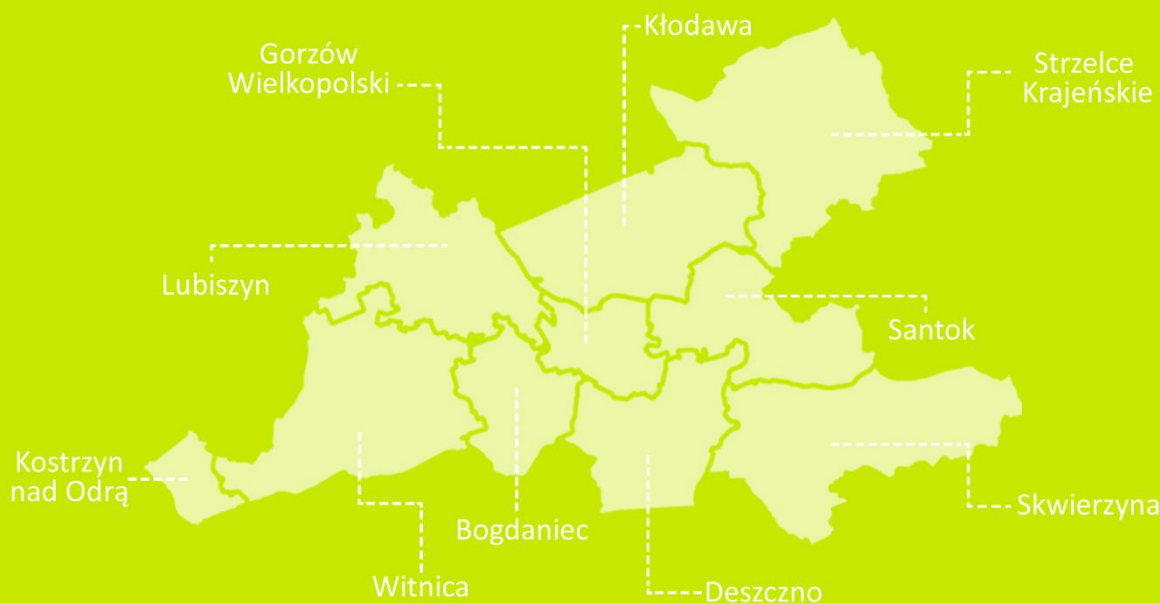 Kłodawa
Gorzów
Wielkopolski
Strzelce
Krajeńskie
Lubiszyn
Santok
Kostrzyn
nad Odrą
Skwierzyna
Bogdaniec
Witnica
Deszczno